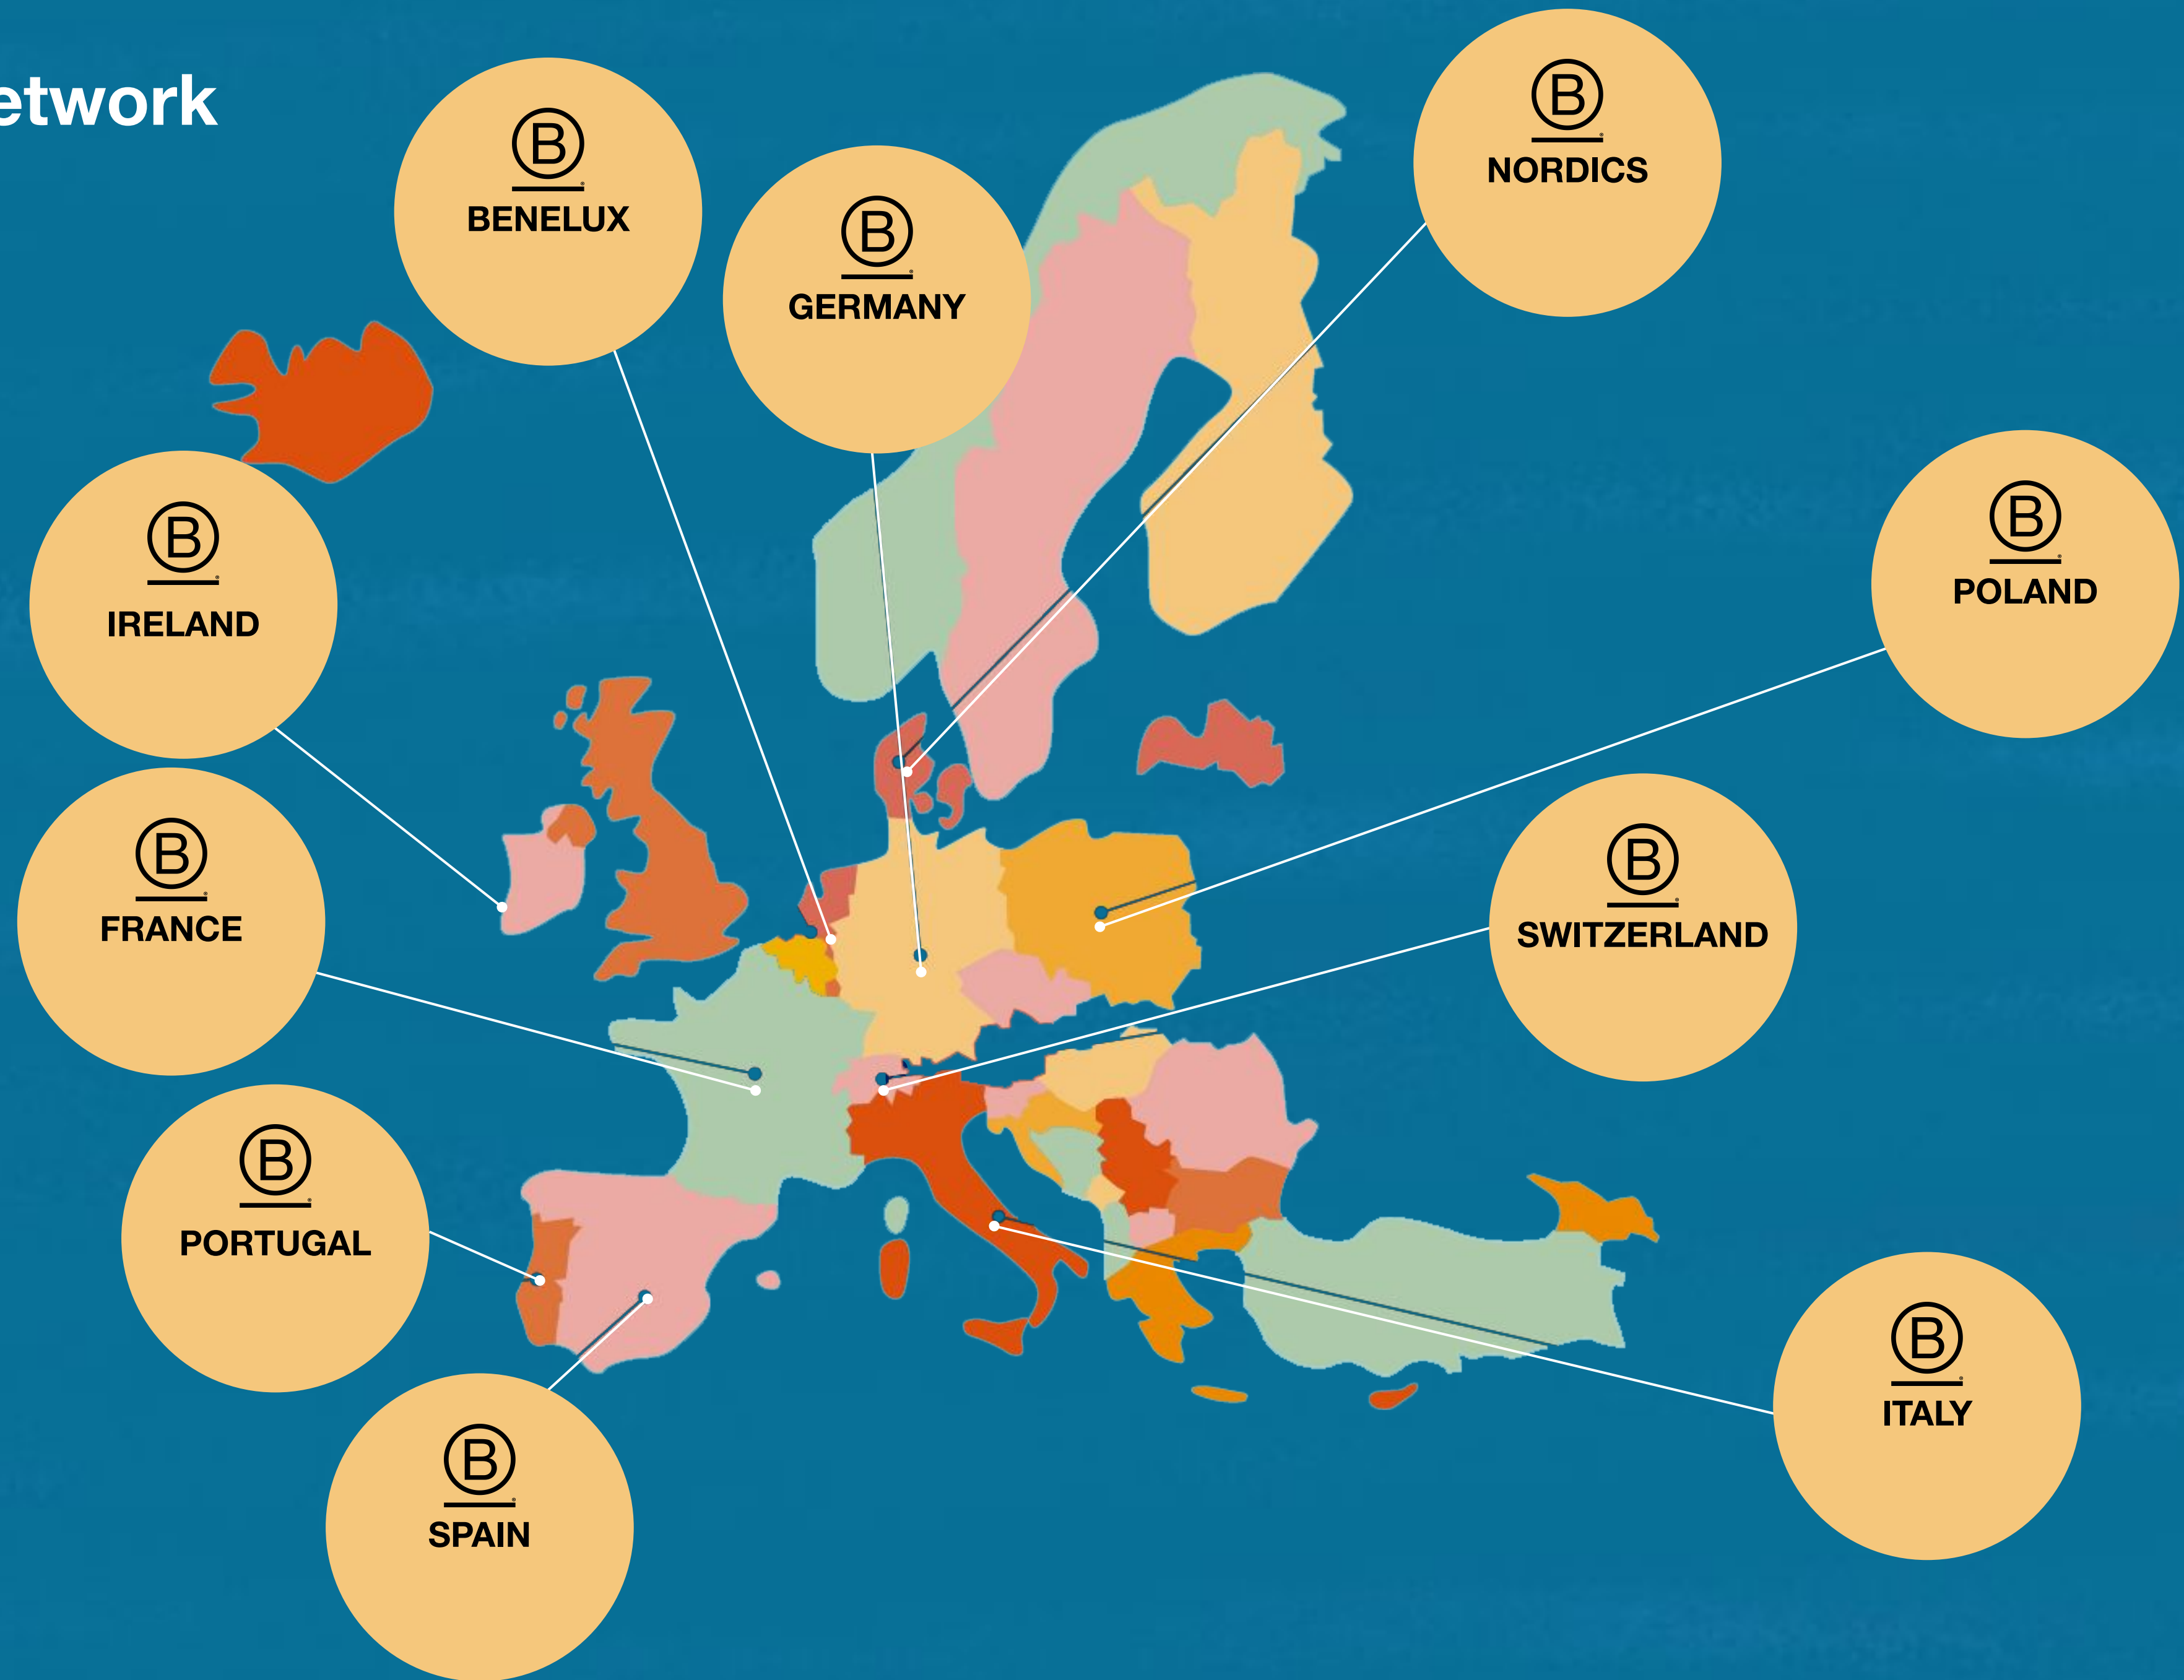 etwork
B
BENELUX
B
GERMANY
B
NORDICS
B
IRELAND
B
POLAND
B
FRANCE
B
SWITZERLAND
B
PORTUGAL
B
ITALY
B
SPAIN